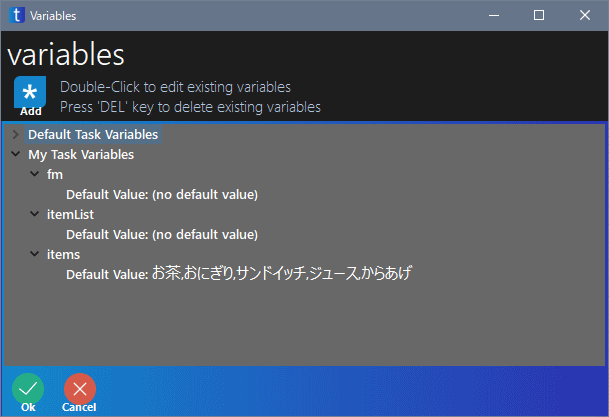 t Variables
variables
* Add
Double-Click to edit existing variables
Press 'DEL' key to delete existing variables
Default Task Variables
My Task Variables
fm
Default Value: (no default value)
itemList
Default Value: (no default value)
items
Default Value: お茶,おにぎり,サンドイッチ,ジュース,からあげ
Ok Cancel